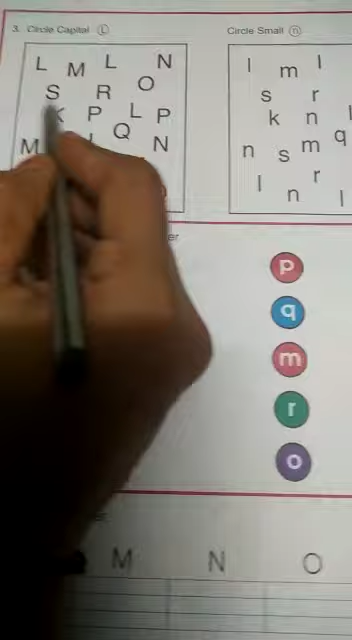 3. Circle Capital L
L M L N
S R O
K P L P
Q
M N
Circle Small n
l m l
s r
k n
m q
n s
l r
n l
p
q
m
r
o
M N O